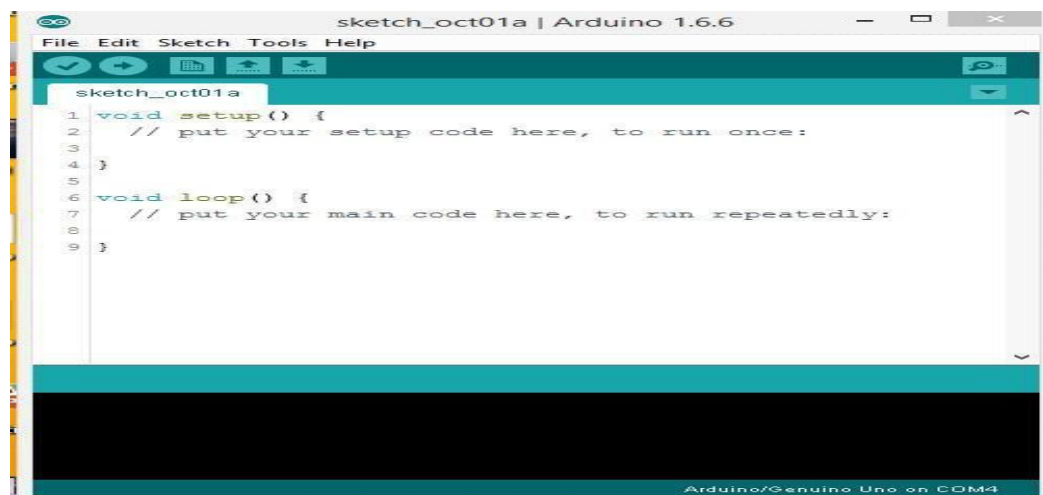 sketch_oct01a | Arduino 1.6.6
File Edit Sketch Tools Help
sketch_oct01a
1 void setup() {
2 // put your setup code here, to run once:
3
4 }
5
6 void loop() {
7 // put your main code here, to run repeatedly:
8
9 }
Arduino/Genuino Uno on COM4